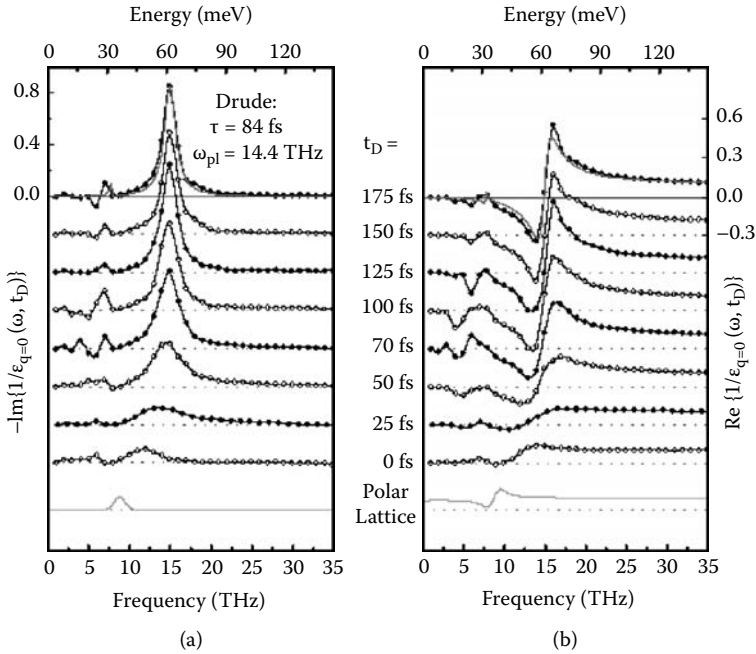 Energy (meV)
0 30 60 90 120
0.8
0.4
0.0
Drude:
τ = 84 fs
ω_pl = 14.4 THz
−Im{1/ε_q=0 (ω, t_D)}
0 5 10 15 20 25 30 35
Frequency (THz)
(a)
Energy (meV)
0 30 60 90 120
t_D =
175 fs
150 fs
125 fs
100 fs
70 fs
50 fs
25 fs
0 fs
Polar
Lattice
0.6
0.3
0.0
−0.3
Re {1/ε_q=0 (ω, t_D)}
0 5 10 15 20 25 30 35
Frequency (THz)
(b)